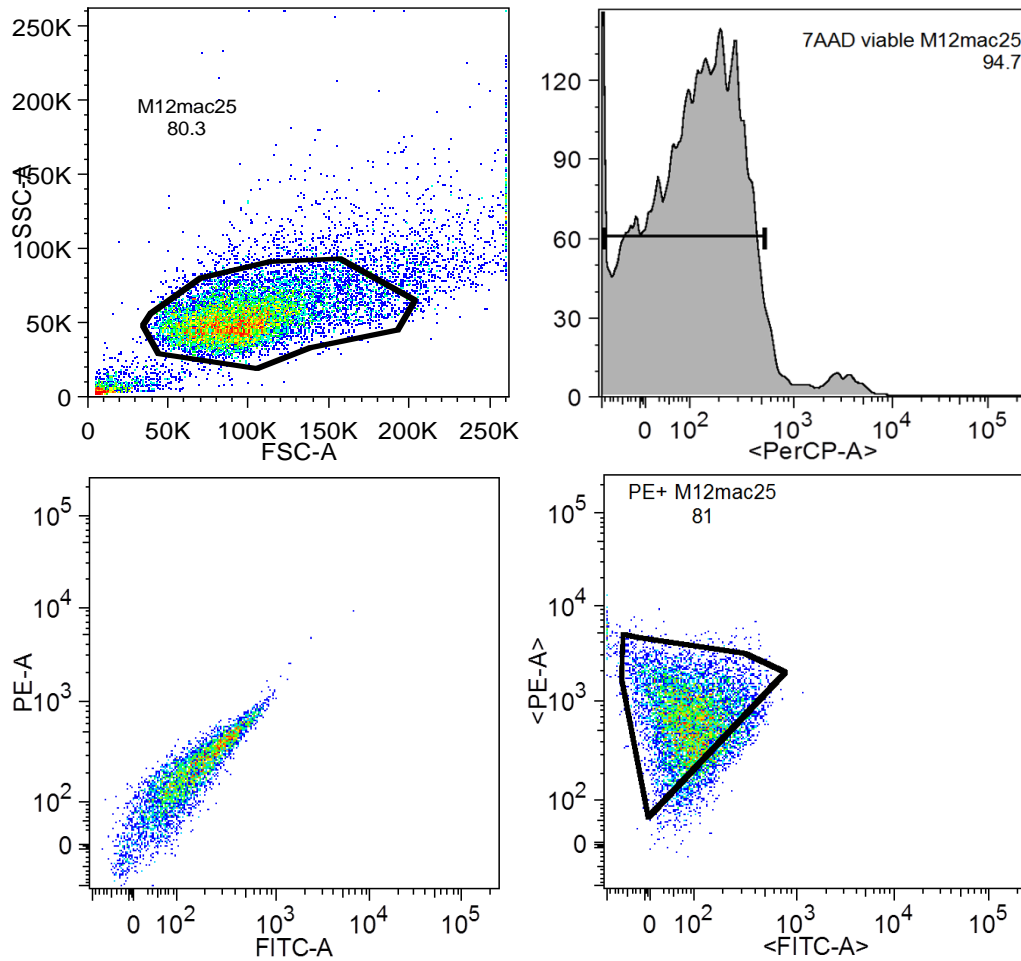 250K
200K
150K
100K
50K
0
SSC-A
M12mac25
80.3
0
50K
100K
150K
200K
250K
FSC-A
120
90
60
30
0
7AAD viable M12mac25
94.7
0
10²
10³
10⁴
10⁵
<PerCP-A>
10⁵
10⁴
10³
10²
0
PE-A
0
10²
10³
10⁴
10⁵
FITC-A
10⁵
10⁴
10³
10²
0
<PE-A>
PE+ M12mac25
81
0
10²
10³
10⁴
10⁵
<FITC-A>